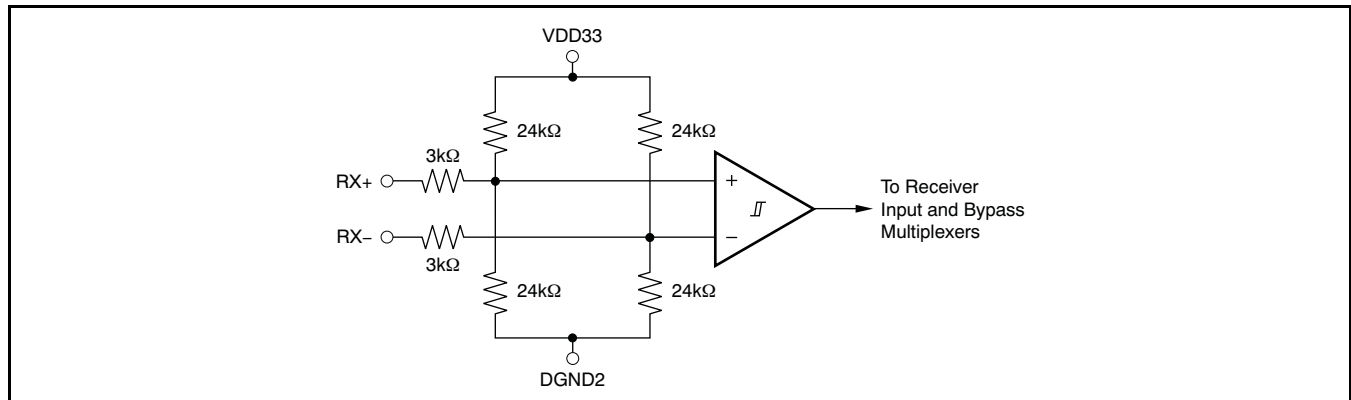 VDD33
24kΩ
24kΩ
3kΩ
RX+
+
To Receiver
Input and Bypass
Multiplexers
RX−
−
3kΩ
24kΩ
24kΩ
DGND2